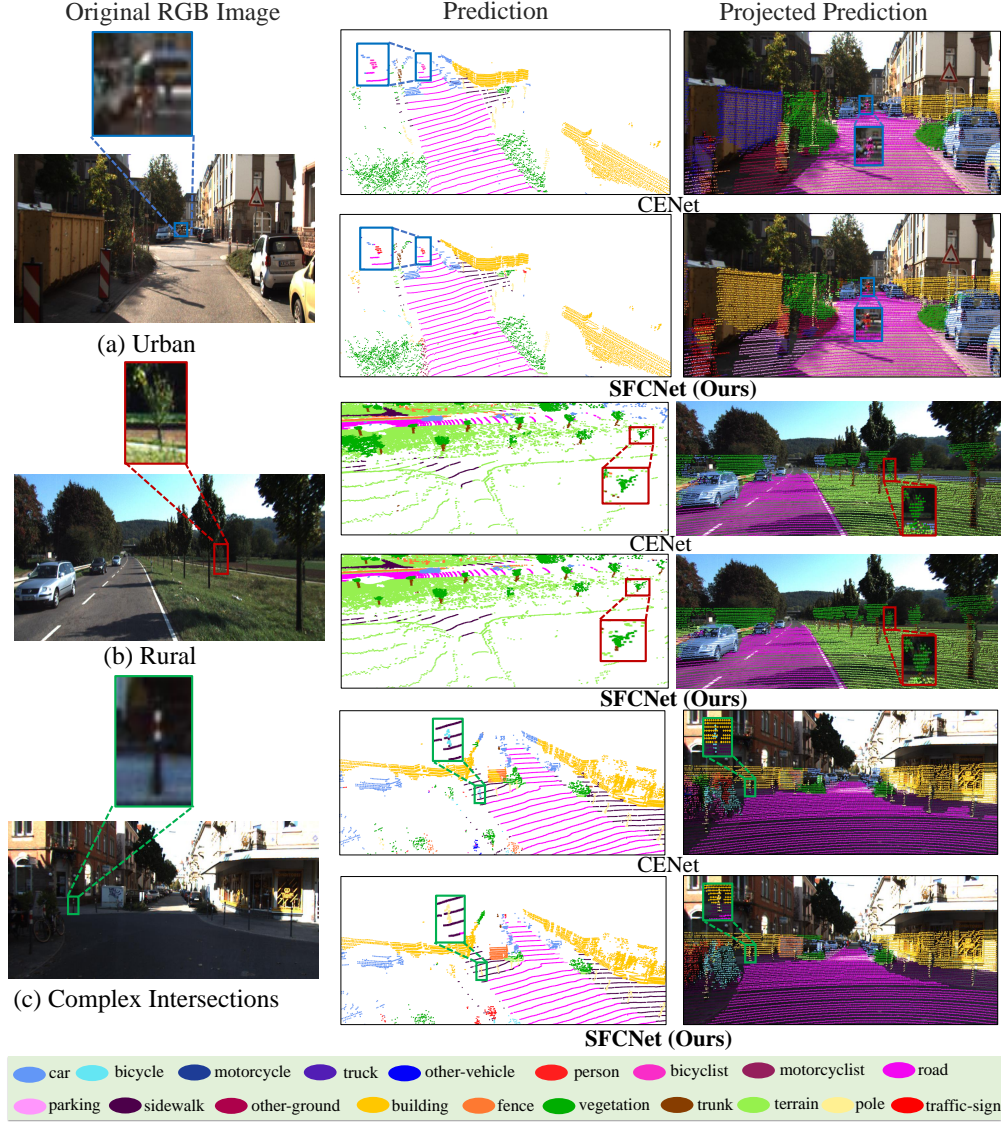 Original RGB Image
Prediction
Projected Prediction
CENet
SFCNet (Ours)
(a) Urban
CENet
SFCNet (Ours)
(b) Rural
CENet
SFCNet (Ours)
(c) Complex Intersections
car bicycle motorcycle truck other-vehicle person bicyclist motorcyclist road
parking sidewalk other-ground building fence vegetation trunk terrain pole traffic-sign